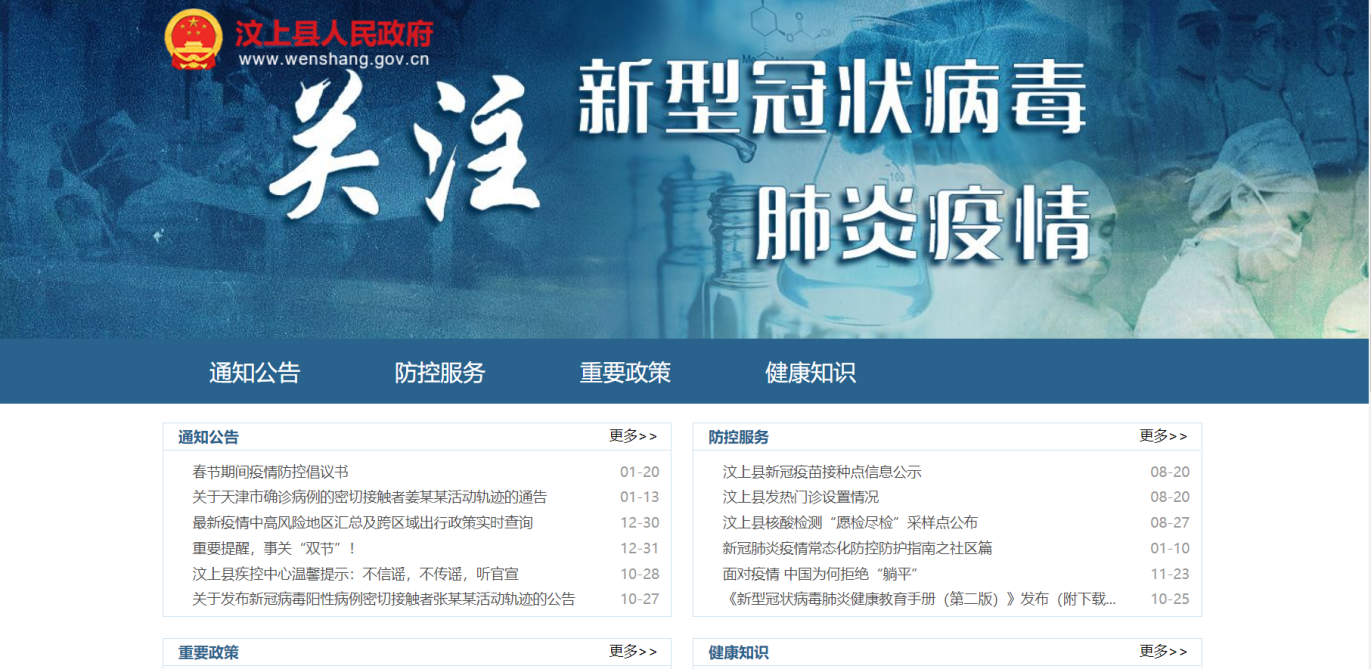 汶上县人民政府
www.wenshang.gov.cn
关注
新型冠状病毒
肺炎疫情
100
通知公告 防控服务 重要政策 健康知识
通知公告 更多>>
春节期间疫情防控倡议书 01-20
关于天津市确诊病例的密切接触者姜某某活动轨迹的通告 01-13
最新疫情中高风险地区汇总及跨区域出行政策实时查询 12-30
重要提醒，事关“双节”！ 12-31
汶上县疾控中心温馨提示：不信谣，不传谣，听官宣 10-28
关于发布新冠病毒阳性病例密切接触者张某某活动轨迹的公告 10-27
防控服务 更多>>
汶上县新冠疫苗接种点信息公示 08-20
汶上县发热门诊设置情况 08-20
汶上县核酸检测“愿检尽检”采样点公布 08-27
新冠肺炎疫情常态化防控防护指南之社区篇 01-10
面对疫情 中国为何拒绝“躺平” 11-23
《新型冠状病毒肺炎健康教育手册（第二版）》发布（附下载... 10-25
重要政策 更多>>
健康知识 更多>>